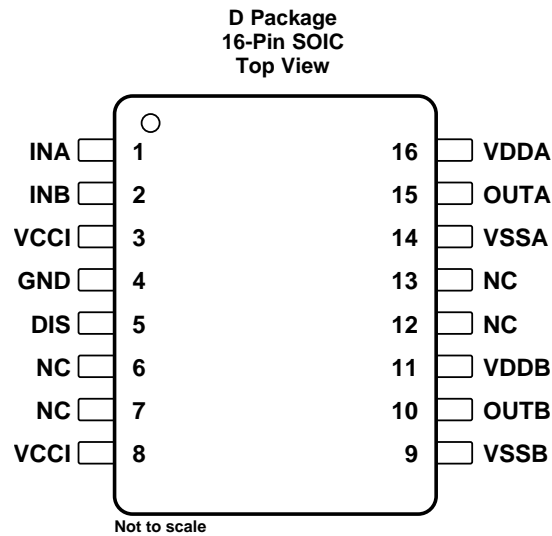 D Package
16-Pin SOIC
Top View
INA 1 16 VDDA
INB 2 15 OUTA
VCCI 3 14 VSSA
GND 4 13 NC
DIS 5 12 NC
NC 6 11 VDDB
NC 7 10 OUTB
VCCI 8 9 VSSB
Not to scale